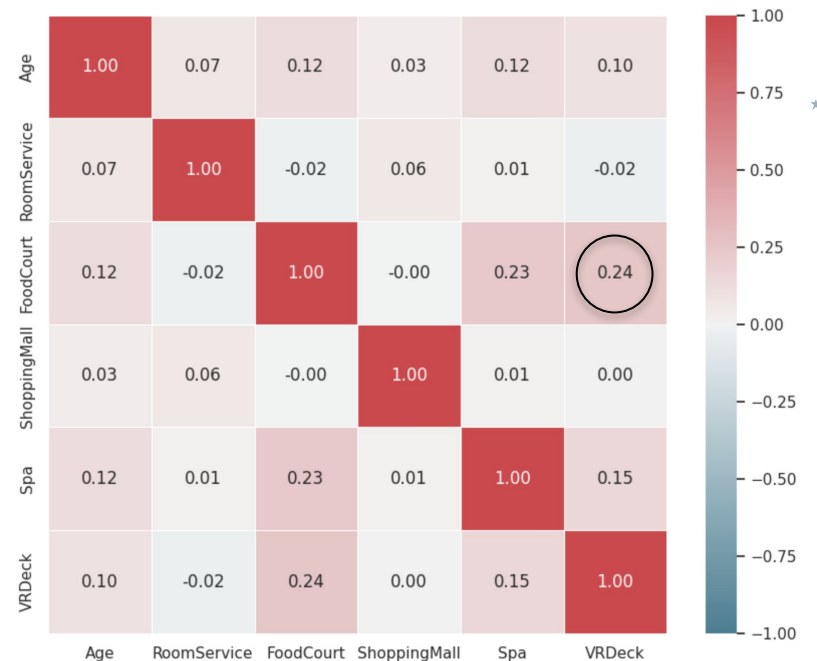 1.00
Age 1.00 0.07 0.12 0.03 0.12 0.10
0.75
RoomService 0.07 1.00 -0.02 0.06 0.01 -0.02
0.50
FoodCourt 0.12 -0.02 1.00 -0.00 0.23 0.24
0.25
0.00
ShoppingMall 0.03 0.06 -0.00 1.00 0.01 0.00
−0.25
Spa 0.12 0.01 0.23 0.01 1.00 0.15
−0.50
VRDeck 0.10 -0.02 0.24 0.00 0.15 1.00
−0.75
−1.00
Age RoomService FoodCourt ShoppingMall Spa VRDeck